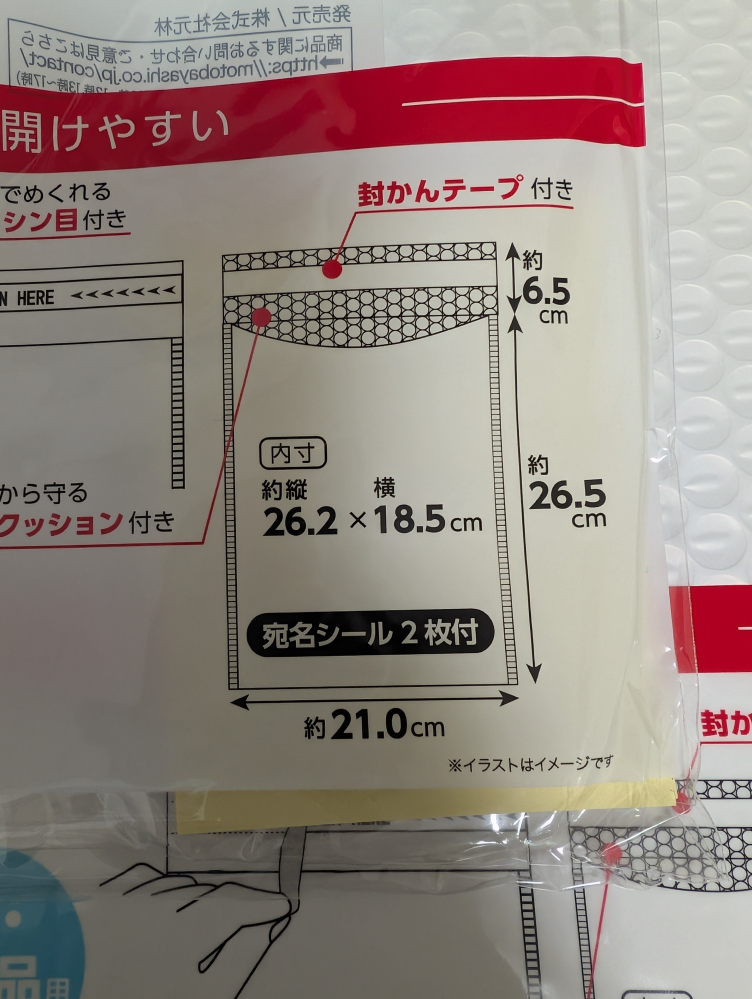 発売元 / 株式会社元林
商品に関するお問い合わせ・ご意見はこちら
https://motobayashi.co.jp/contact/
開けやすい
でめくれる
シン目付き
封かんテープ付き
約
6.5
cm
N HERE
内寸
約縦 横
26.2×18.5cm
約
26.5
cm
から守る
クッション付き
宛名シール2枚付
約21.0cm
※イラストはイメージです
封か
品用